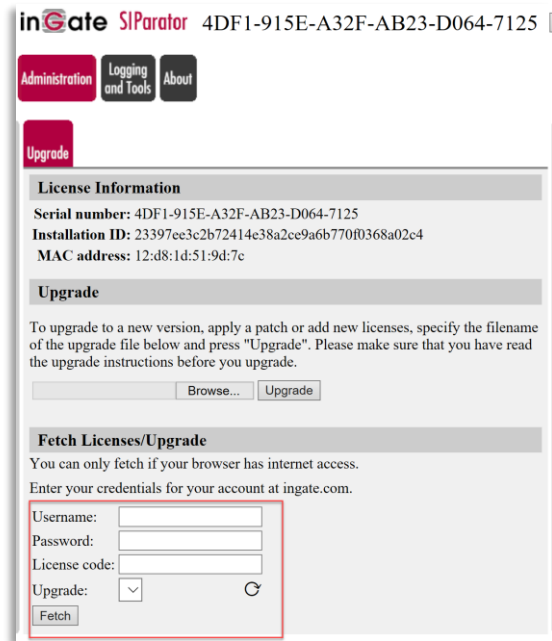 inGate SIParator 4DF1-915E-A32F-AB23-D064-7125
Administration
Logging
and Tools
About
Upgrade
License Information
Serial number: 4DF1-915E-A32F-AB23-D064-7125
Installation ID: 23397ee3c2b72414e38a2ce9a6b770f0368a02c4
MAC address: 12:d8:1d:51:9d:7c
Upgrade
To upgrade to a new version, apply a patch or add new licenses, specify the filename
of the upgrade file below and press "Upgrade". Please make sure that you have read
the upgrade instructions before you upgrade.
Browse... Upgrade
Fetch Licenses/Upgrade
You can only fetch if your browser has internet access.
Enter your credentials for your account at ingate.com.
Username:
Password:
License code:
Upgrade:
Fetch